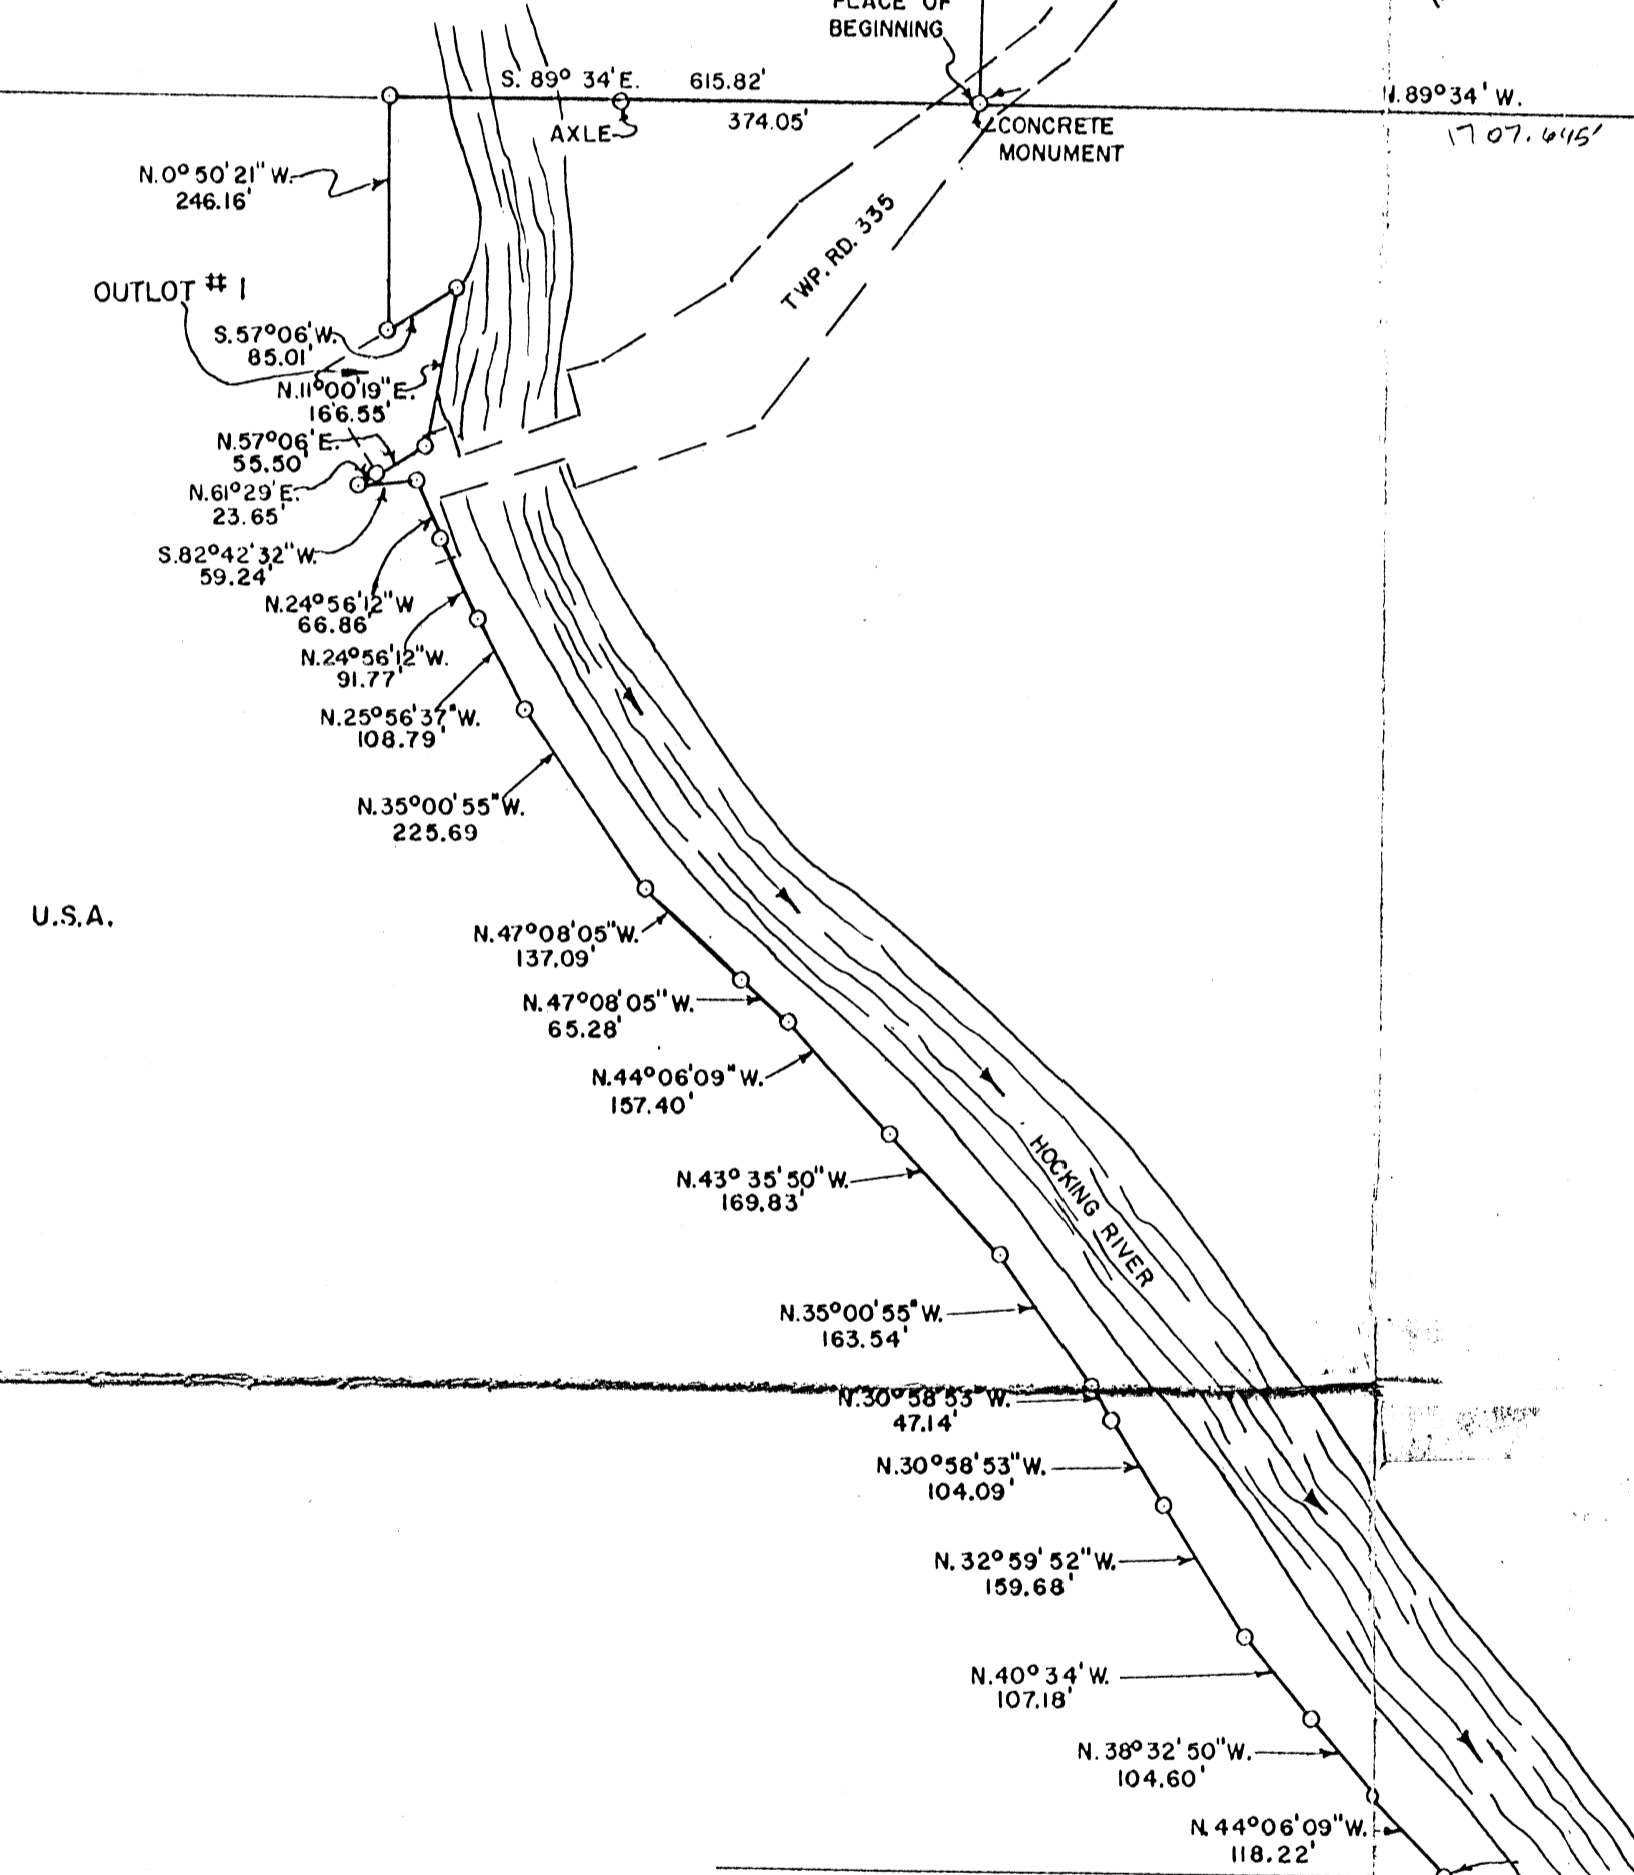 PLACE OF
BEGINNING
S. 89° 34' E. 615.82'
N. 89° 34' W.
AXLE
374.05'
CONCRETE
MONUMENT
1707.645'
N. 0° 50' 21" W.
246.16'
TWP. RD. 335
OUTLOT # 1
S. 57° 06' W.
85.01'
N. 11° 00' 19" E.
166.55'
N. 57° 06' E.
55.50'
N. 61° 29' E.
23.65'
S. 82° 42' 32" W.
59.24'
N. 24° 56' 12" W
66.86'
N. 24° 56' 12" W.
91.77'
N. 25° 56' 37" W.
108.79'
N. 35° 00' 55" W.
225.69
U.S.A.
N. 47° 08' 05" W.
137.09'
N. 47° 08' 05" W.
65.28'
N. 44° 06' 09" W.
157.40'
HOCKING RIVER
N. 43° 35' 50" W.
169.83'
N. 35° 00' 55" W.
163.54'
N. 30° 58' 53" W.
47.14'
N. 30° 58' 53" W.
104.09'
N. 32° 59' 52" W.
159.68'
N. 40° 34' W.
107.18'
N. 38° 32' 50" W.
104.60'
N. 44° 06' 09" W.
118.22'